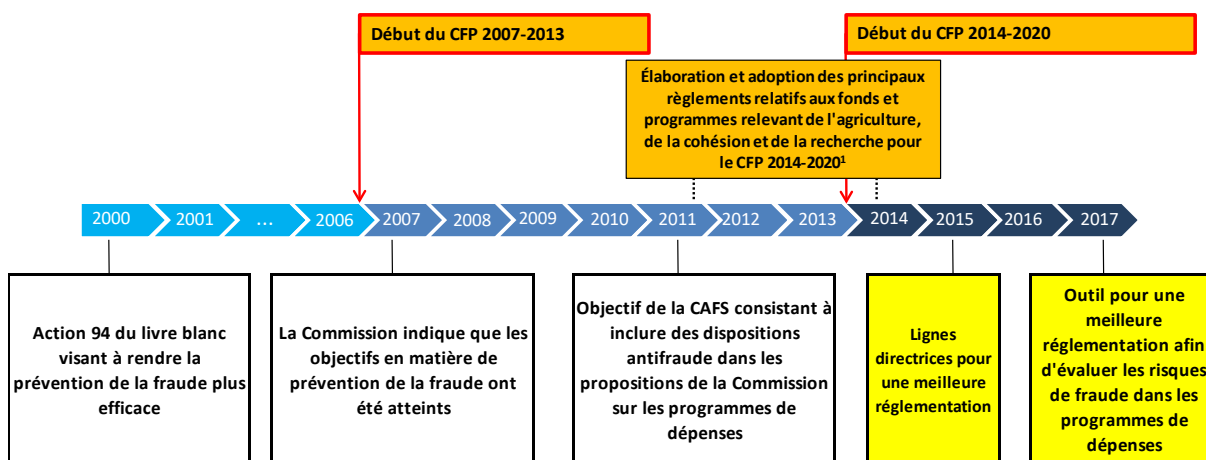 Début du CFP 2007-2013
Début du CFP 2014-2020
Élaboration et adoption des principaux
règlements relatifs aux fonds et
programmes relevant de l'agriculture,
de la cohésion et de la recherche pour
le CFP 2014-2020¹
2000 2001 ... 2006 2007 2008 2009 2010 2011 2012 2013 2014 2015 2016 2017
Action 94 du livre blanc
visant à rendre la
prévention de la fraude plus
efficace
La Commission indique que les
objectifs en matière de
prévention de la fraude ont
été atteints
Objectif de la CAFS consistant à
inclure des dispositions
antifraude dans les
propositions de la Commission
sur les programmes de
dépenses
Lignes
directrices pour
une meilleure
réglementation
Outil pour une
meilleure
réglementation afin
d'évaluer les risques
de fraude dans les
programmes de
dépenses